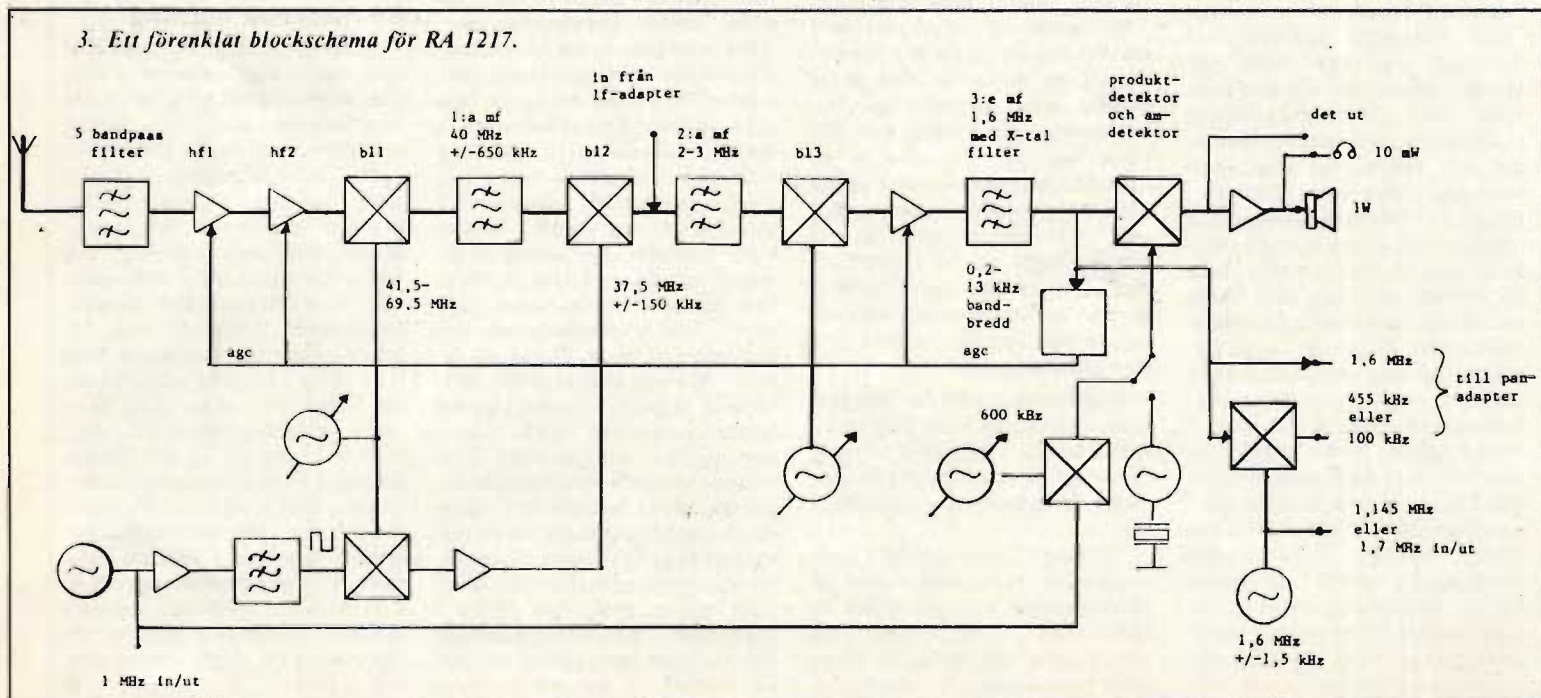 3. Ett förenklat blockschema för RA 1217.
in från
lf-adapter
produkt-
detektor
och am-
detektor
3:e mf
1,6 MHz
med X-tal
filter
det ut
10 mW
1W
5 bandpass
filter
hf1
hf2
bl1
1:a mf
40 MHz
+/-650 kHz
bl2
2:a mf
2-3 MHz
bl3
41,5-
69,5 MHz
37,5 MHz
+/-150 kHz
0,2-
13 kHz
band-
bredd
agc
agc
1,6 MHz
455 kHz
eller
100 kHz
till pan-
adapter
600 kHz
1,145 MHz
eller
1,7 MHz in/ut
1,6 MHz
+/-1,5 kHz
1 MHz in/ut